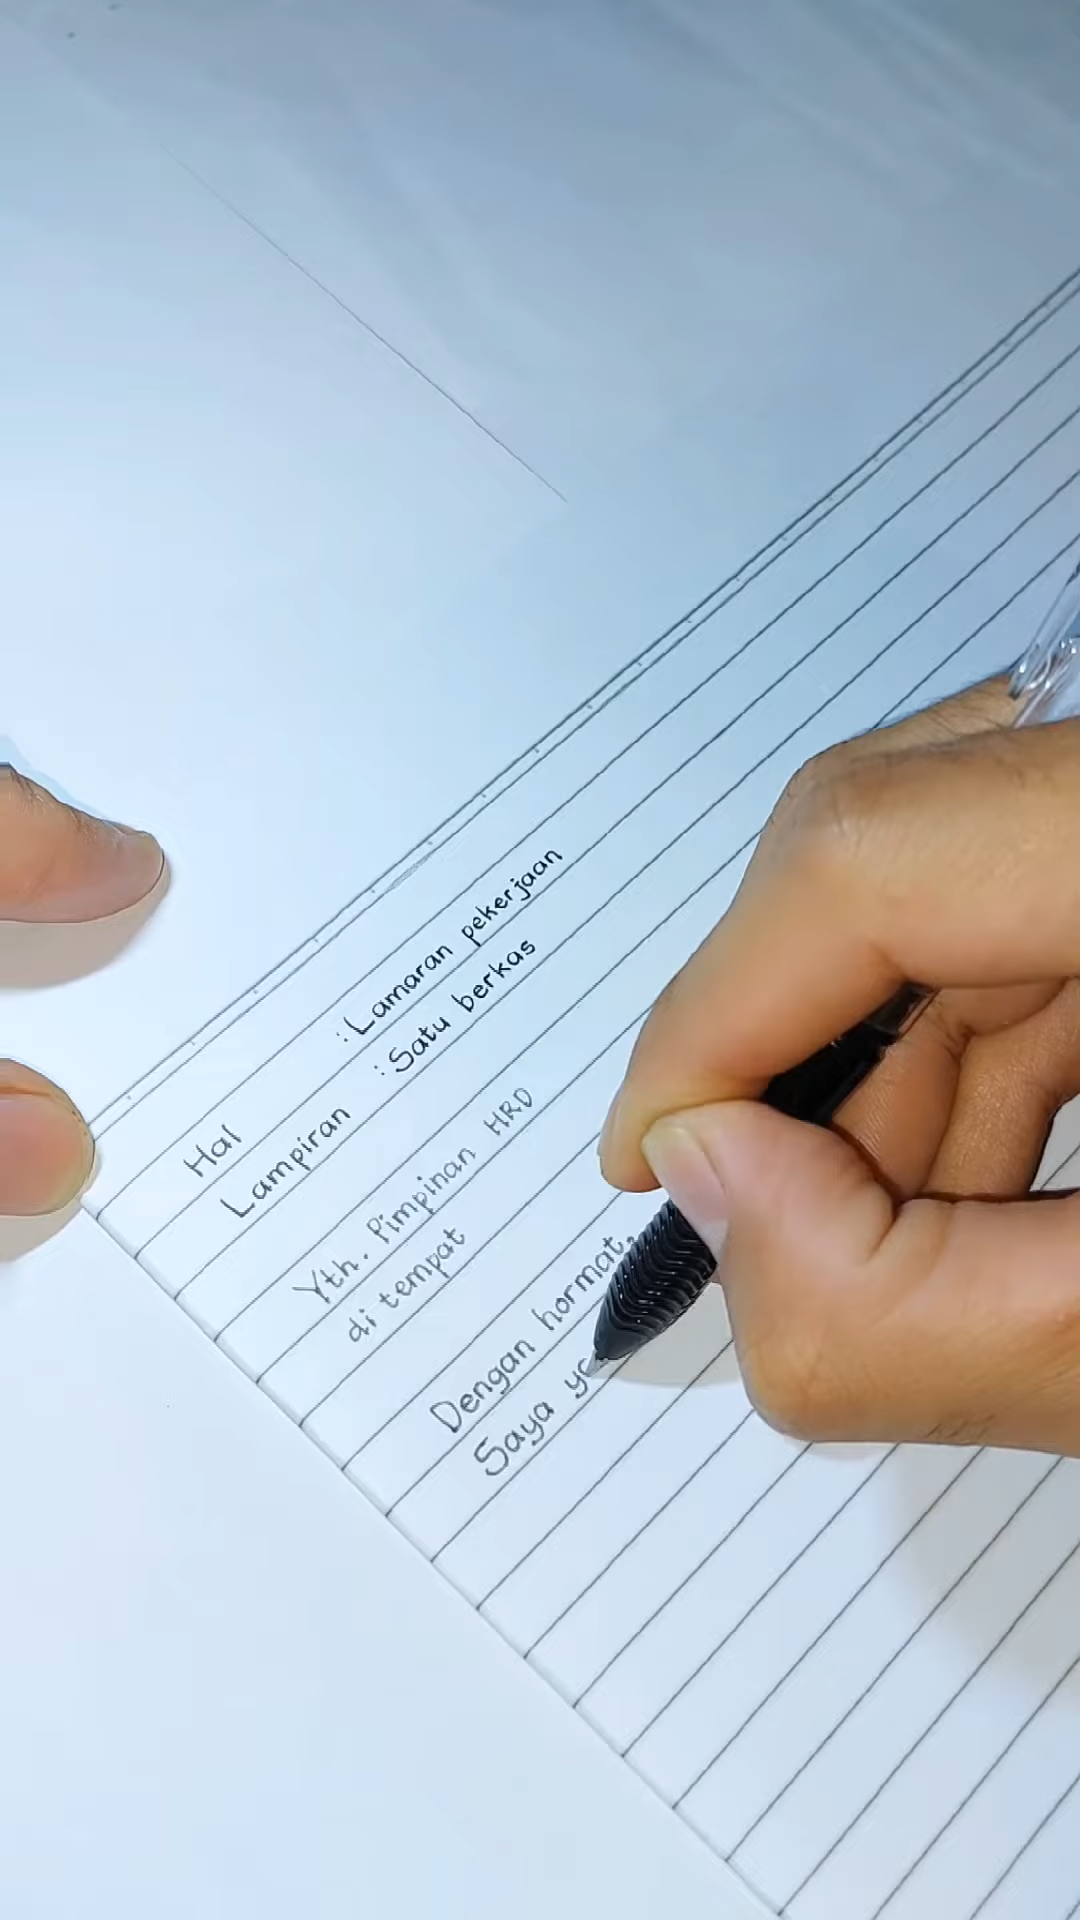 Hal : Lamaran pekerjaan
Lampiran : Satu berkas
Yth. Pimpinan HRD
di tempat
Dengan hormat,
Saya